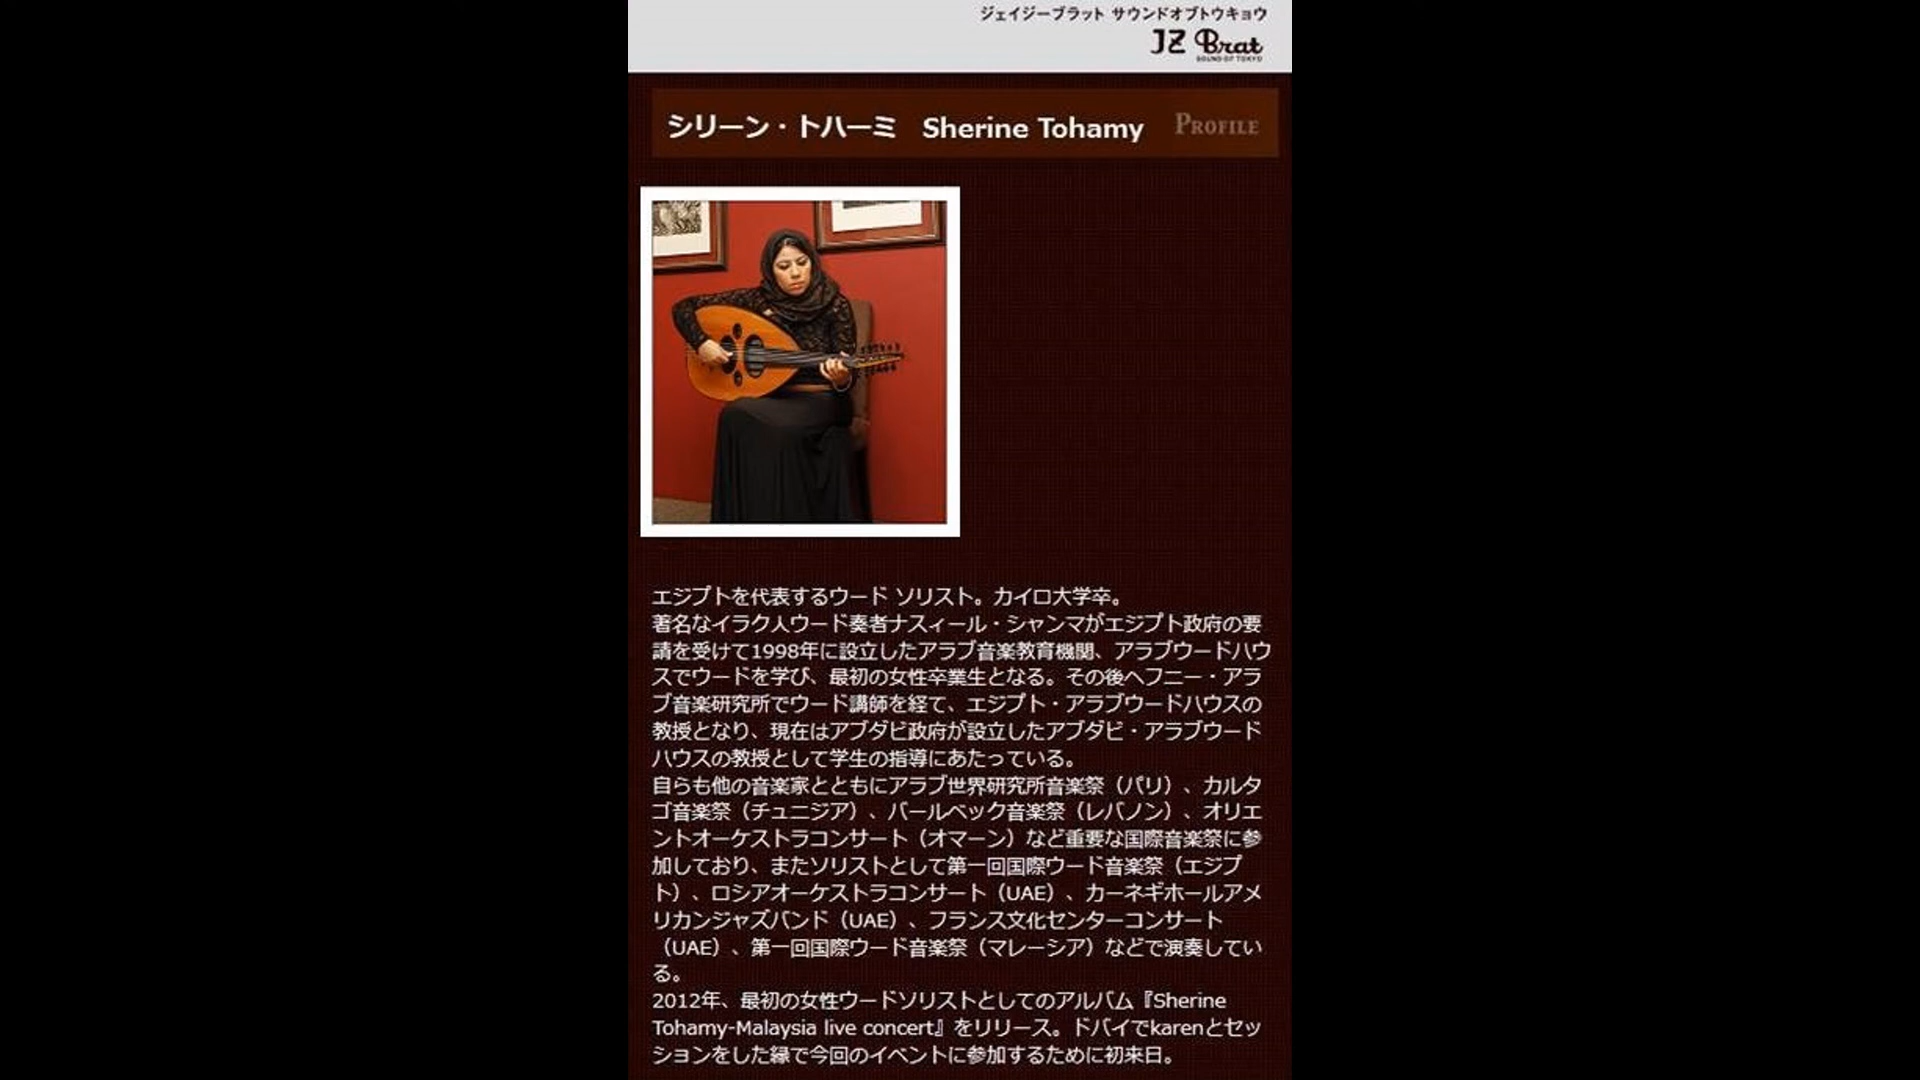 ジェイジーブラット サウンドオブトウキョウ
JZ Brat
SOUND OF TOKYO
シリーン・トハーミ Sherine Tohamy PROFILE
エジプトを代表するウード ソリスト。カイロ大学卒。
著名なイラク人ウード奏者ナスィール・シャンマがエジプト政府の要
請を受けて1998年に設立したアラブ音楽教育機関、アラブウードハウ
スでウードを学び、最初の女性卒業生となる。その後ヘフニー・アラ
ブ音楽研究所でウード講師を経て、エジプト・アラブウードハウスの
教授となり、現在はアブダビ政府が設立したアブダビ・アラブウード
ハウスの教授として学生の指導にあたっている。
自らも他の音楽家とともにアラブ世界研究所音楽祭（パリ）、カルタ
ゴ音楽祭（チュニジア）、バールベック音楽祭（レバノン）、オリエ
ントオーケストラコンサート（オマーン）など重要な国際音楽祭に参
加しており、またソリストとして第一回国際ウード音楽祭（エジプ
ト）、ロシアオーケストラコンサート（UAE）、カーネギホールアメ
リカンジャズバンド（UAE）、フランス文化センターコンサート
（UAE）、第一回国際ウード音楽祭（マレーシア）などで演奏してい
る。
2012年、最初の女性ウードソリストとしてのアルバム『Sherine
Tohamy-Malaysia live concert』をリリース。ドバイでkarenとセッ
ションをした縁で今回のイベントに参加するために初来日。